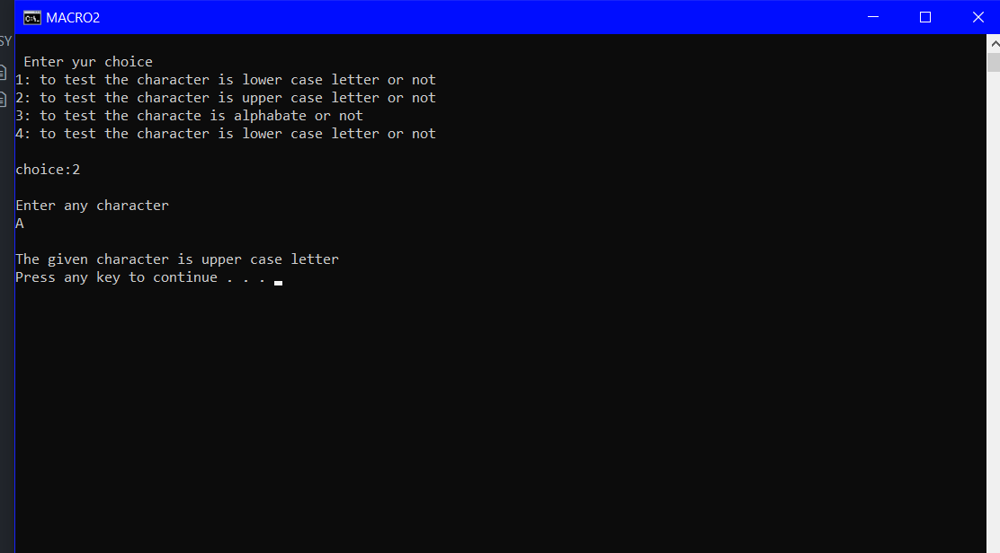 MACRO2
SY
Enter yur choice
1: to test the character is lower case letter or not
2: to test the character is upper case letter or not
3: to test the characte is alphabate or not
4: to test the character is lower case letter or not
choice:2
Enter any character
A
The given character is upper case letter
Press any key to continue . . .